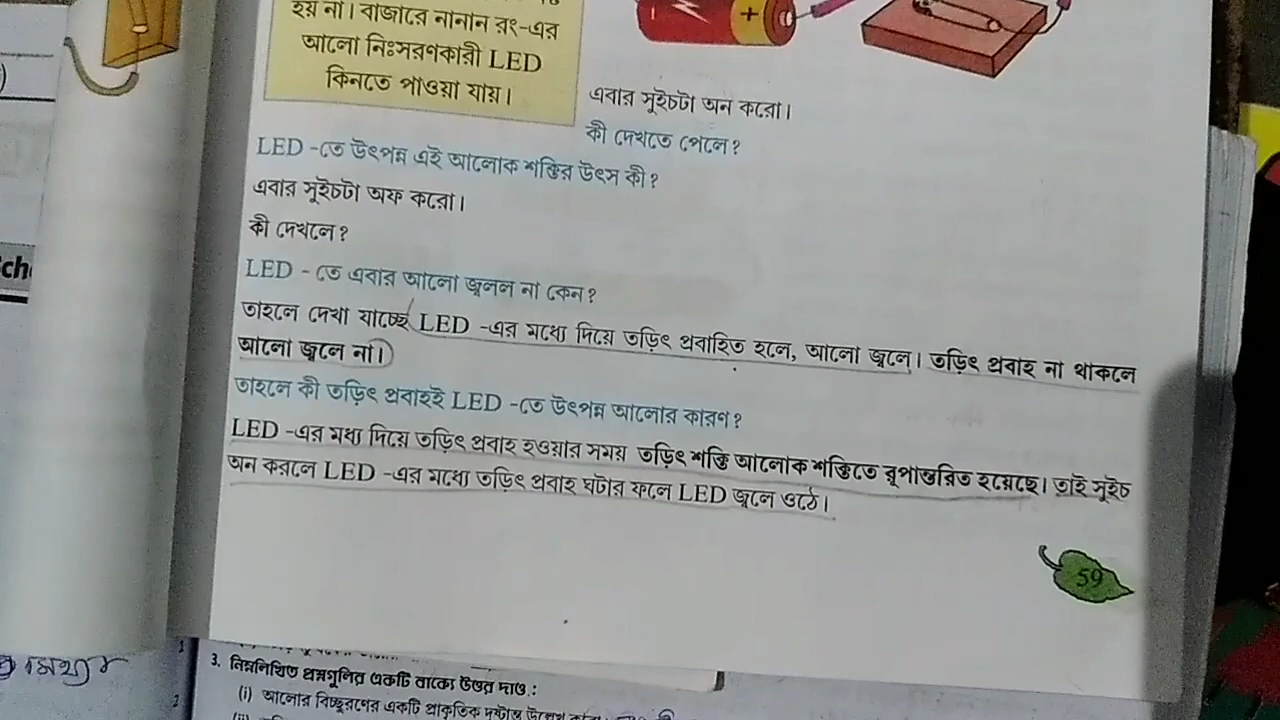 হয় না। বাজারে নানান রং-এর
আলো নিঃসরণকারী LED
কিনতে পাওয়া যায়।
+
এবার সুইচটা অন করো।
কী দেখতে পেলে?
LED -তে উৎপন্ন এই আলোক শক্তির উৎস কী?
এবার সুইচটা অফ করো।
কী দেখলে?
LED - তে এবার আলো জ্বলল না কেন?
তাহলে দেখা যাচ্ছে LED -এর মধ্যে দিয়ে তড়িৎ প্রবাহিত হলে, আলো জ্বলে। তড়িৎ প্রবাহ না থাকলে
আলো জ্বলে না।
তাহলে কী তড়িৎ প্রবাহই LED -তে উৎপন্ন আলোর কারণ?
LED -এর মধ্য দিয়ে তড়িৎ প্রবাহ হওয়ার সময় তড়িৎ শক্তি আলোক শক্তিতে রূপান্তরিত হয়েছে। তাই সুইচ
অন করলে LED -এর মধ্যে তড়িৎ প্রবাহ ঘটার ফলে LED জ্বলে ওঠে।
59
3. নিম্নলিখিত প্রশ্নগুলির একটি বাক্যে উত্তর দাও :
(i) আলোর বিচ্ছুরণের একটি প্রাকৃতিক দৃষ্টান্ত উল্লেখ